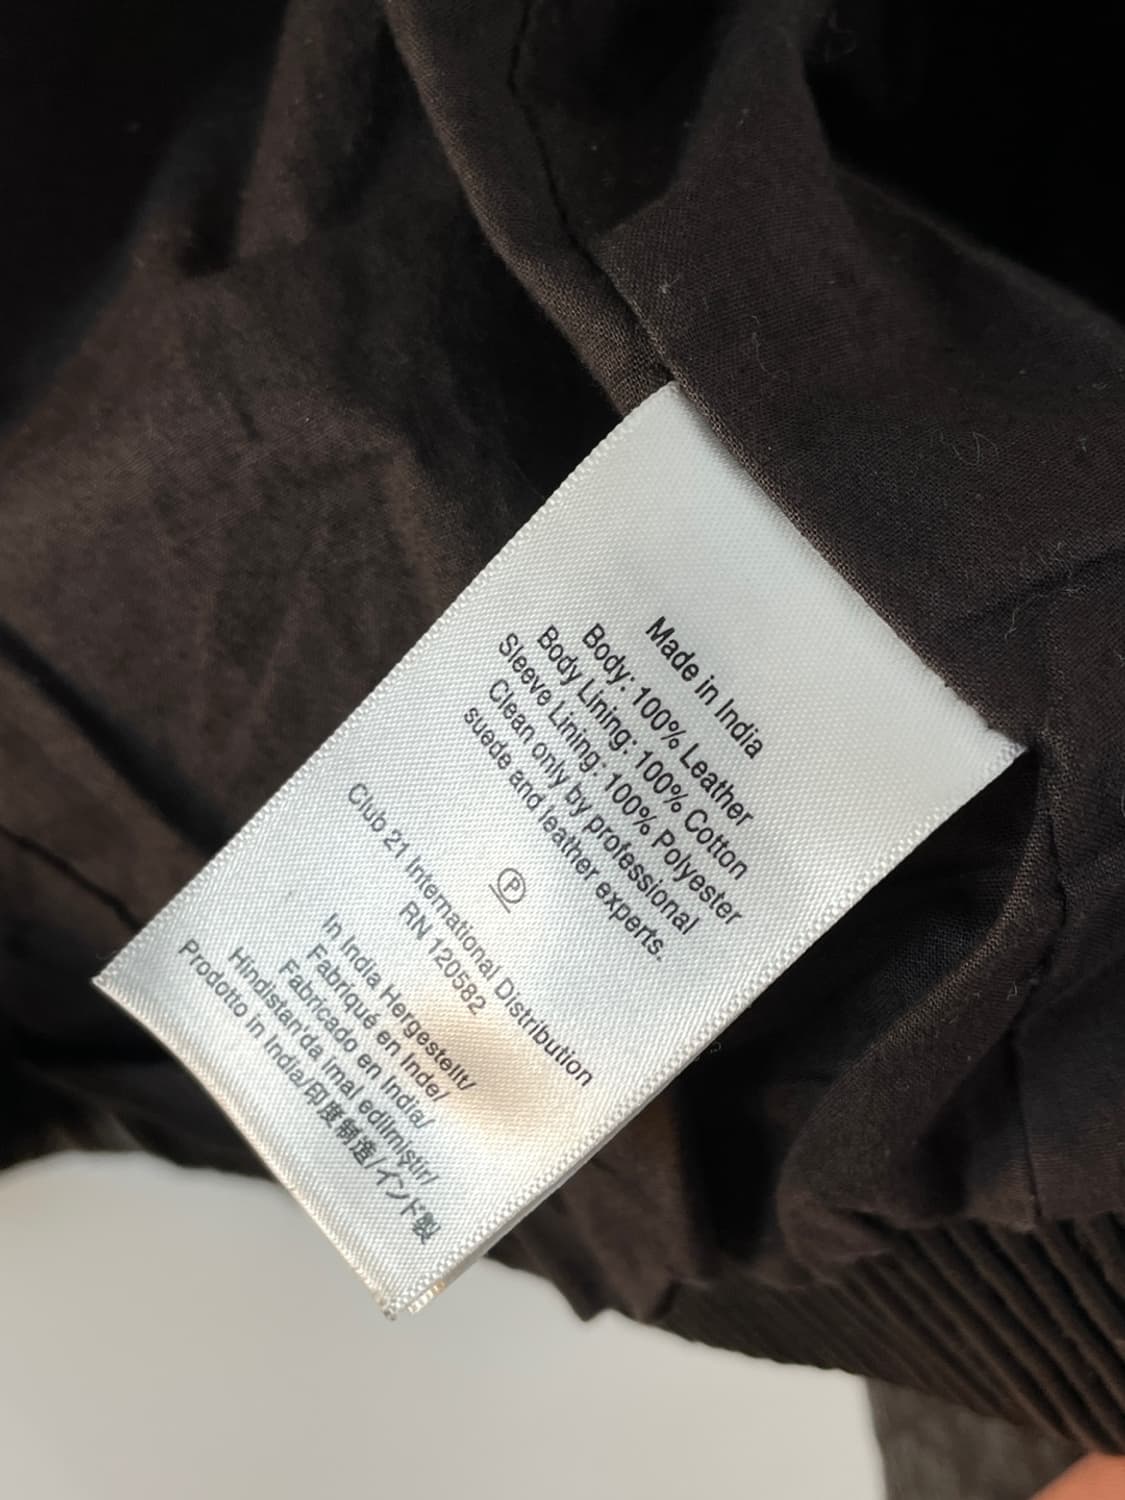 Made in India
Body: 100% Leather
Body Lining: 100% Cotton
Sleeve Lining: 100% Polyester
Clean only by professional
suede and leather experts.
P
Club 21 International Distribution
RN 120582
In India Hergestellt/
Fabriqué en Inde/
Fabricado en India/
Hindistan'da imal edilmiştir/
Prodotto in India/印度制造/インド製